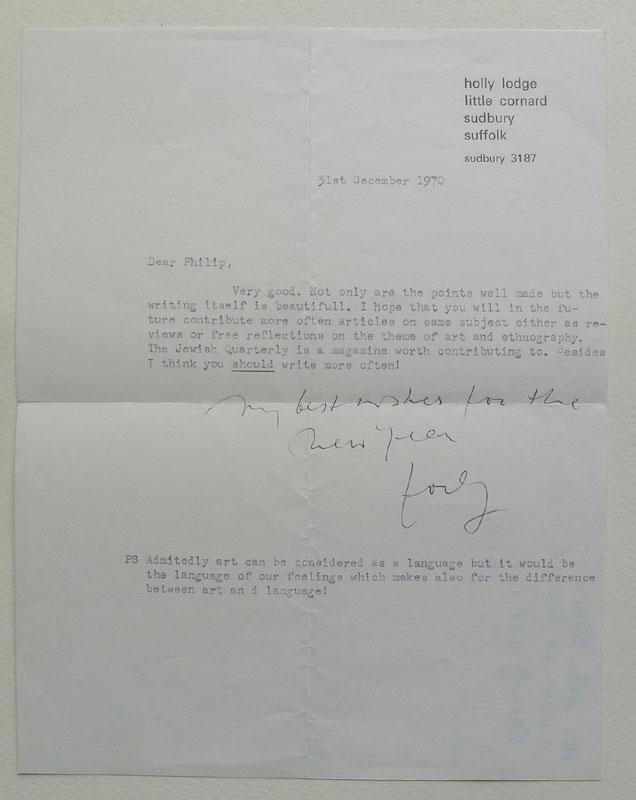 holly lodge
little cornard
sudbury
suffolk
sudbury 3187
31st December 1970
Dear Philip,
Very good. Not only are the points well made but the
writing itself is beautifull. I hope that you will in the fu-
ture contribute more often articles on same subject either as re-
views or free reflections on the theme of art and ethnography.
The Jewish Quarterly is a magazine worth contributing to. Besides
I think you should write more often!
My best wishes for the
new year
PS Admitedly art can be considered as a language but it would be
the language of our feelings which makes also for the difference
between art an d language!